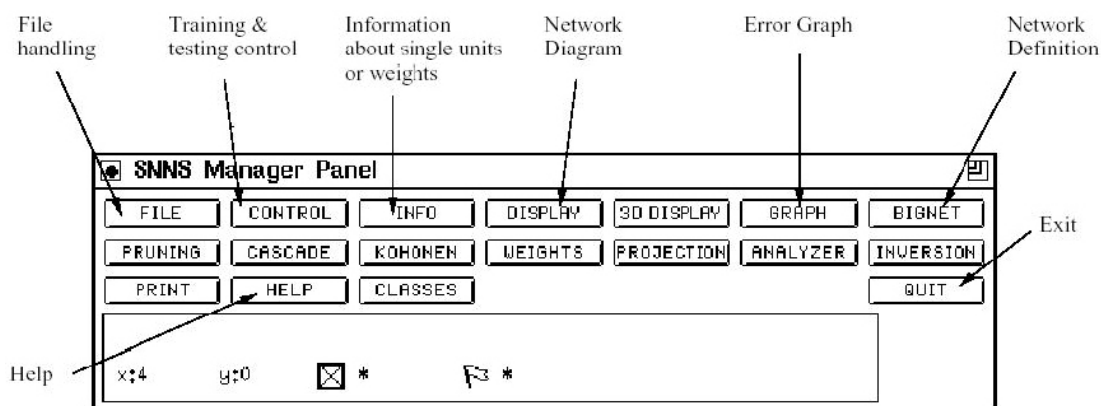 File
handling
Training &
testing control
Information
about single units
or weights
Network
Diagram
Error Graph
Network
Definition
SNNS Manager Panel
FILE CONTROL INFO DISPLAY 3D DISPLAY GRAPH BIGNET
Exit
PRUNING CASCADE KOHONEN WEIGHTS PROJECTION ANALYZER INVERSION
PRINT HELP CLASSES QUIT
Help
x:4 y:0 * *